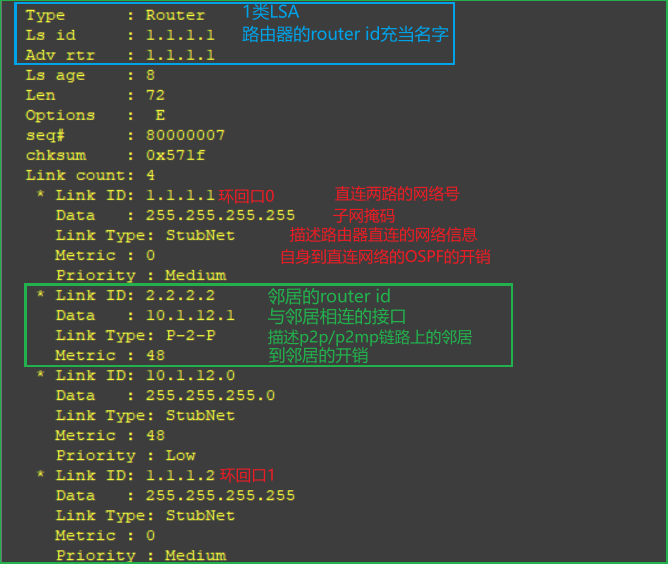 Type : Router 1类LSA
Ls id : 1.1.1.1 路由器的router id充当名字
Adv rtr : 1.1.1.1
Ls age : 8
Len : 72
Options : E
seq# : 80000007
chksum : 0x571f
Link count: 4
* Link ID: 1.1.1.1 环回口0 直连两路的网络号
Data : 255.255.255.255 子网掩码
Link Type: StubNet 描述路由器直连的网络信息
Metric : 0 自身到直连网络的OSPF的开销
Priority : Medium
* Link ID: 2.2.2.2 邻居的router id
Data : 10.1.12.1 与邻居相连的接口
Link Type: P-2-P 描述p2p/p2mp链路上的邻居
Metric : 48 到邻居的开销
* Link ID: 10.1.12.0
Data : 255.255.255.0
Link Type: StubNet
Metric : 48
Priority : Low
* Link ID: 1.1.1.2 环回口1
Data : 255.255.255.255
Link Type: StubNet
Metric : 0
Priority : Medium